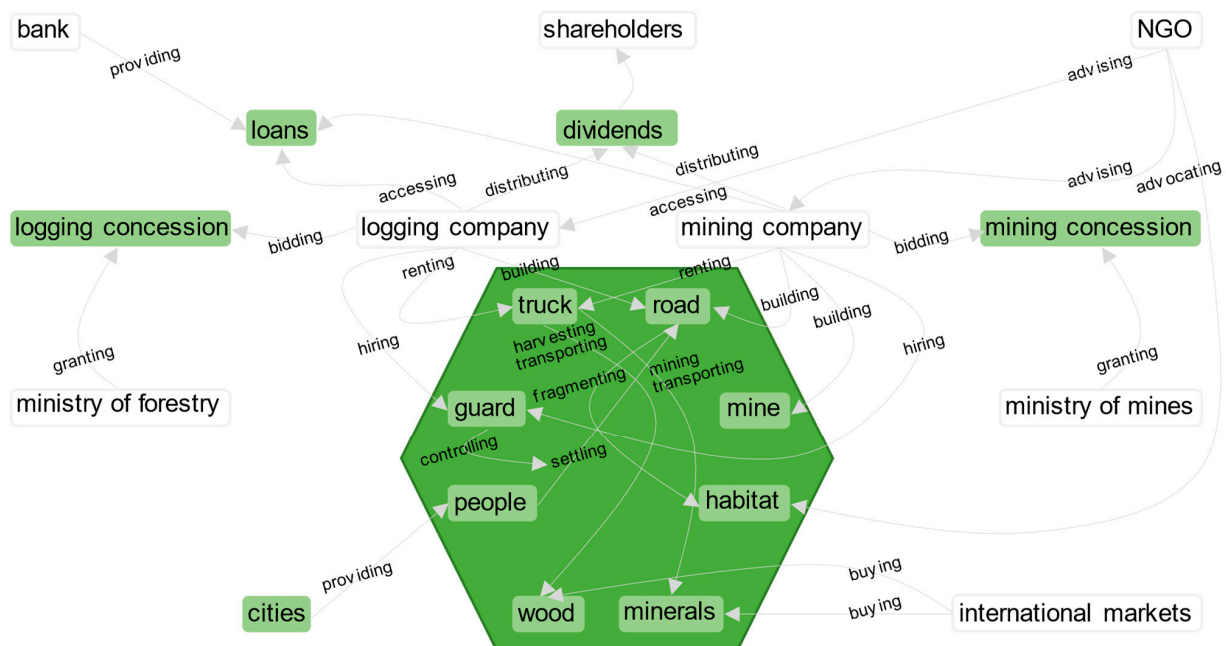 bank
shareholders
NGO
providing
advising
loans
dividends
distributing
distributing
accessing
accessing
advising
advocating
logging concession
logging company
mining company
mining concession
bidding
bidding
renting
building
renting
truck
road
building
building
hiring
harvesting
transporting
mining
transporting
hiring
granting
granting
fragmenting
ministry of forestry
guard
mine
ministry of mines
controlling
settling
people
habitat
providing
buying
cities
wood
minerals
buying
international markets